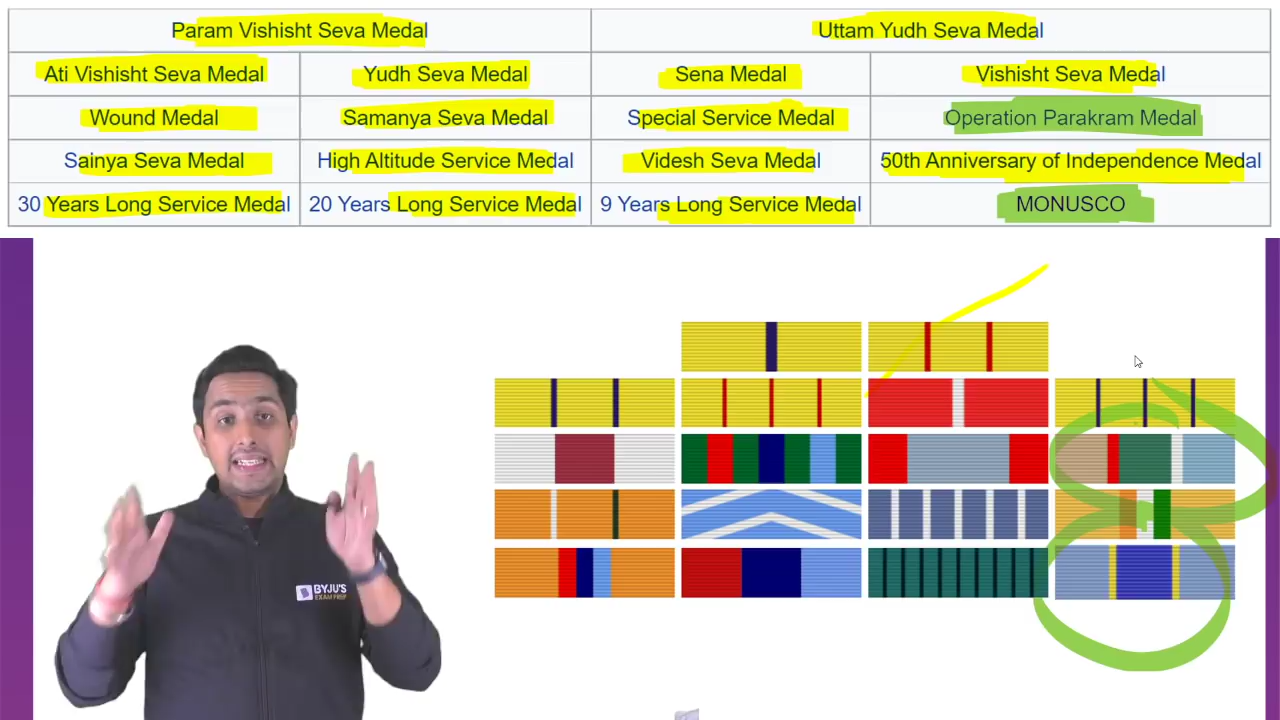 Param Vishisht Seva Medal Uttam Yudh Seva Medal
Ati Vishisht Seva Medal Yudh Seva Medal Sena Medal Vishisht Seva Medal
Wound Medal Samanya Seva Medal Special Service Medal Operation Parakram Medal
Sainya Seva Medal High Altitude Service Medal Videsh Seva Medal 50th Anniversary of Independence Medal
30 Years Long Service Medal 20 Years Long Service Medal 9 Years Long Service Medal MONUSCO
BYJU'S
EXAM PREP